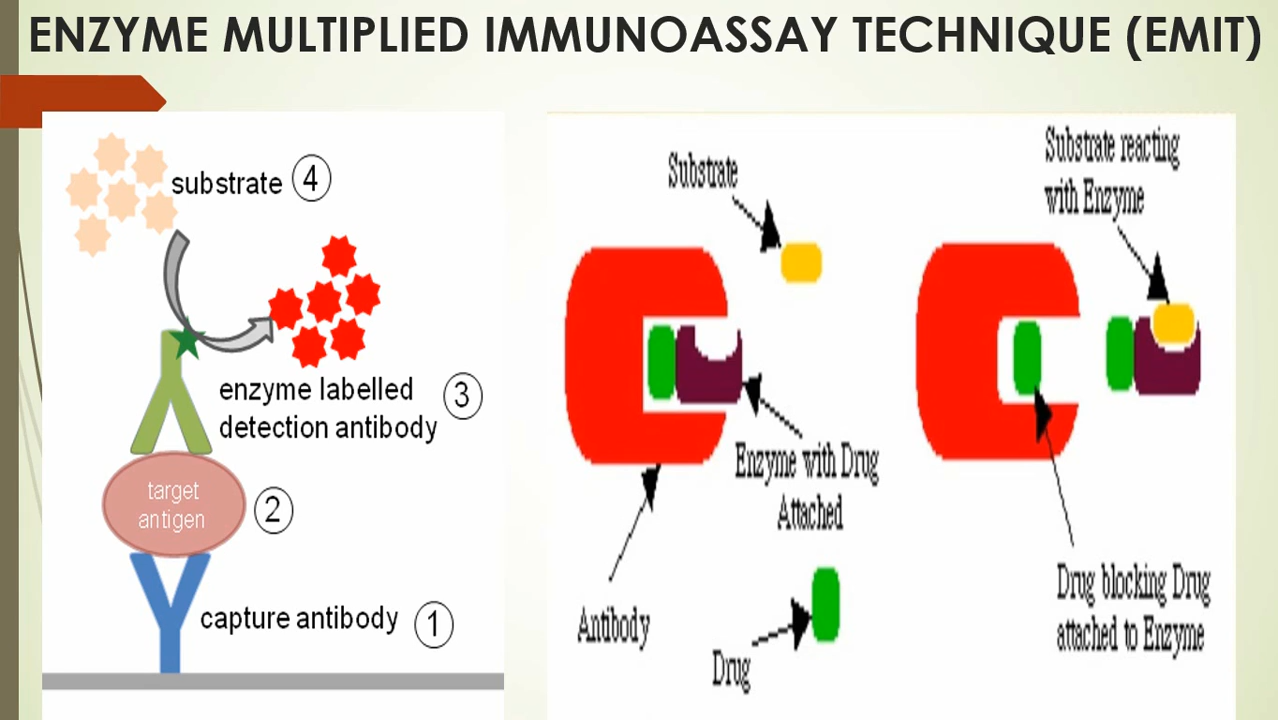 ENZYME MULTIPLIED IMMUNOASSAY TECHNIQUE (EMIT)
substrate 4
enzyme labelled
detection antibody 3
target
antigen 2
capture antibody 1
Substrate
Enzyme with Drug
Attached
Antibody
Drug
Substrate reacting
with Enzyme
Drug blocking Drug
attached to Enzyme